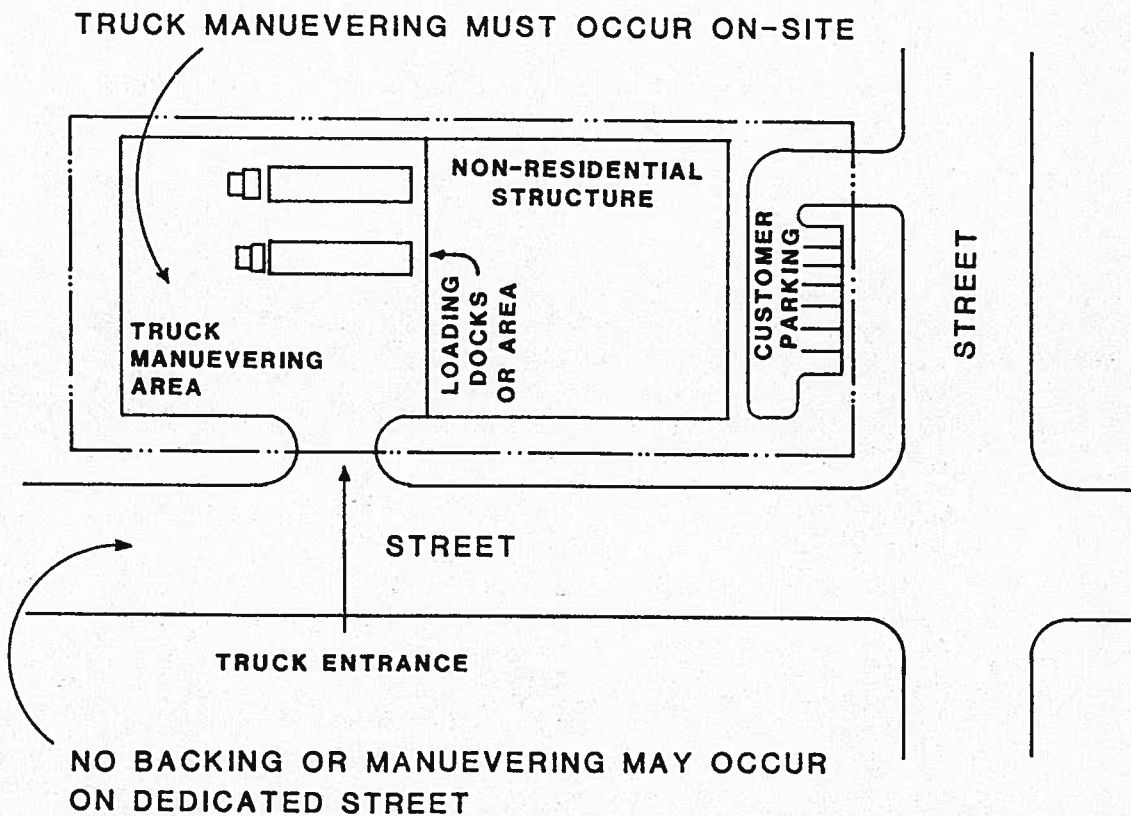 TRUCK MANUEVERING MUST OCCUR ON-SITE
NON-RESIDENTIAL
STRUCTURE
TRUCK
MANUEVERING
AREA
LOADING
DOCKS
OR AREA
CUSTOMER
PARKING
STREET
STREET
TRUCK ENTRANCE
NO BACKING OR MANUEVERING MAY OCCUR
ON DEDICATED STREET